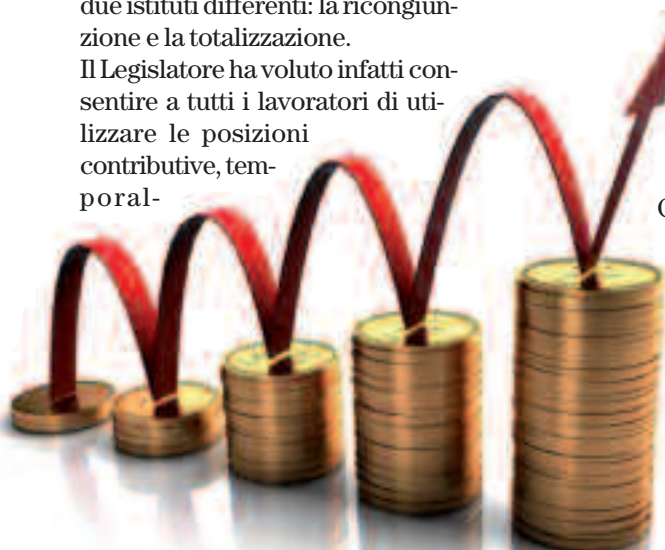 due istituti differenti: la ricongiun-
zione e la totalizzazione.
Il Legislatore ha voluto infatti con-
sentire a tutti i lavoratori di uti-
lizzare le posizioni
contributive, tem-
poral-